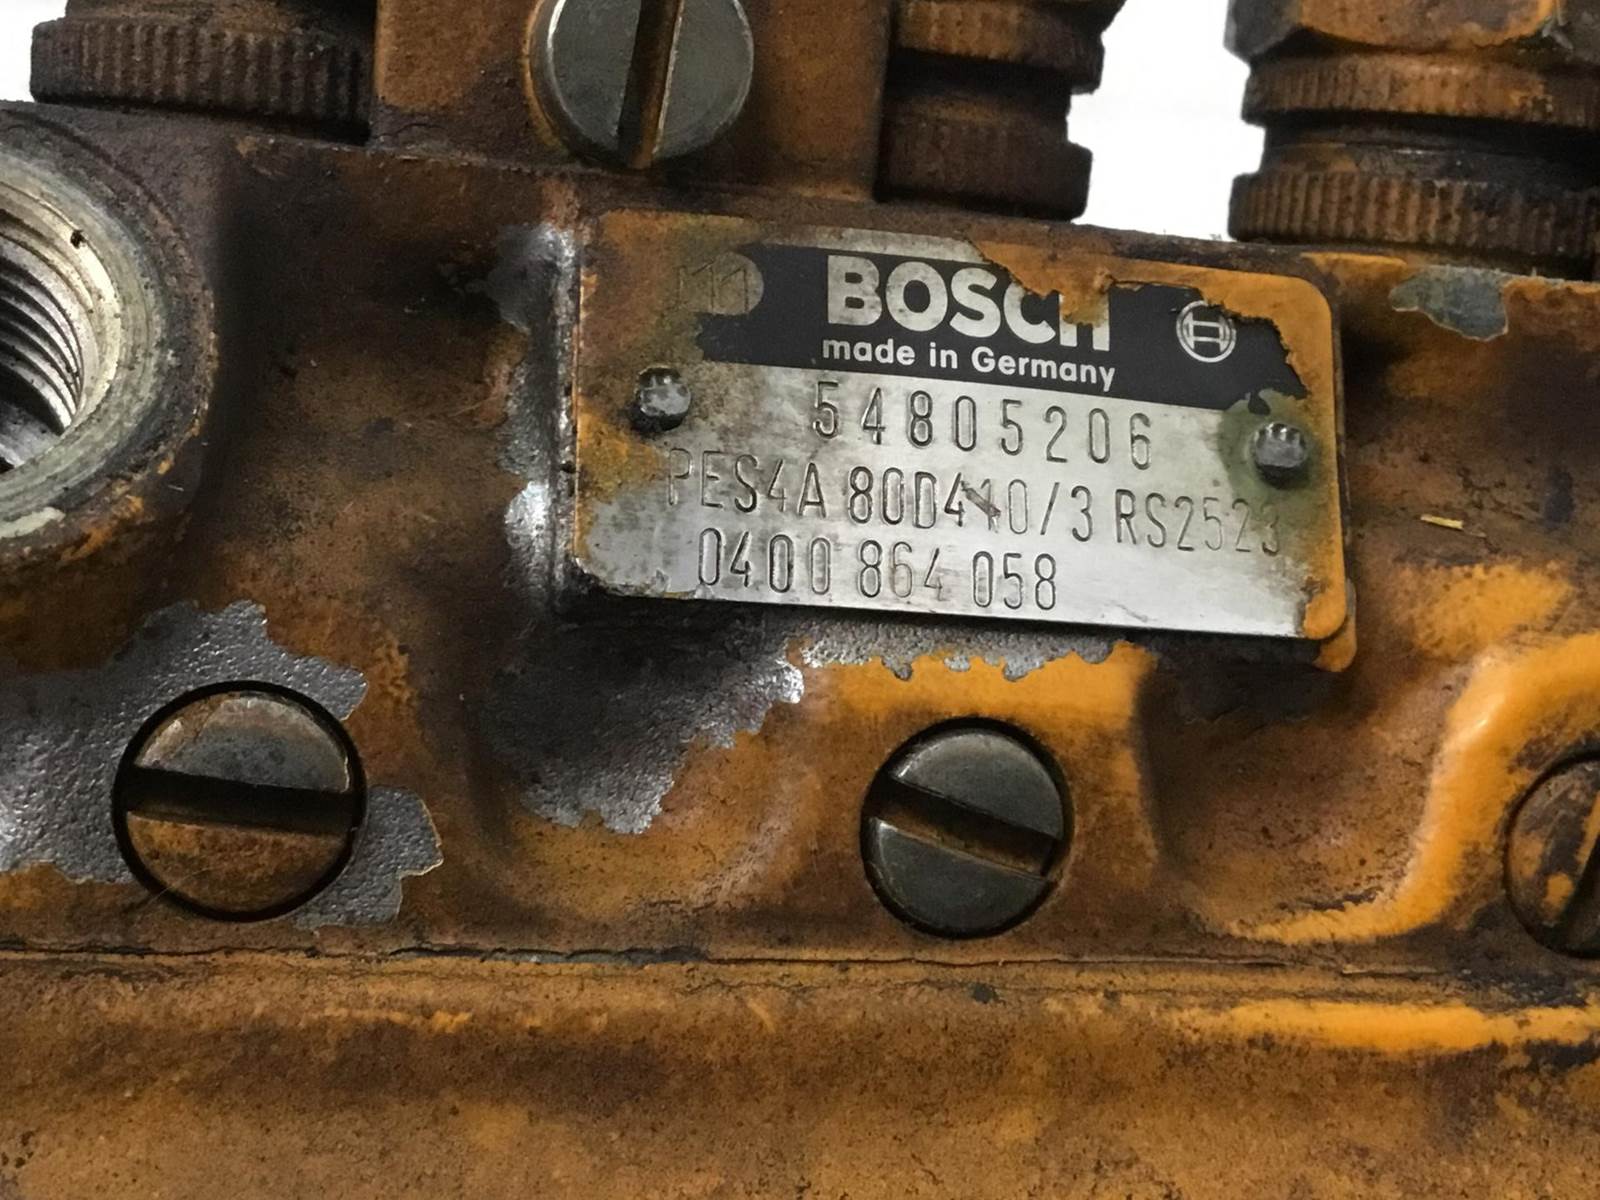 BOSCH
made in Germany
54805206
PES4A 80D410/3 RS2523
0400 864 058